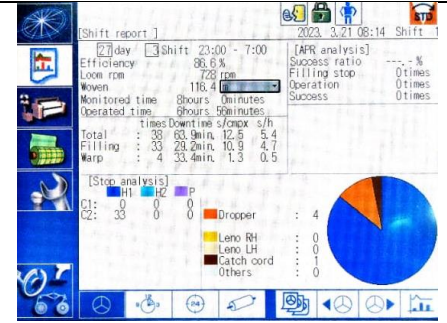 [Shift report ]
2023. 3.21 08:14 Shift 1
STD
27 day 3 Shift 23:00 - 7:00
Efficiency 86.6 %
Loom rpm 728 rpm
Woven 116.4 m
Monitored time 8hours 0minutes
Operated time 6hours 56minutes
times Downtime s/cmpx s/h
Total : 38 63.9min. 12.5 5.4
Filling : 33 29.2min. 10.9 4.7
Warp : 4 33.4min. 1.3 0.5
[APR analysis]
Success ratio ---.- %
Filling stop 0times
Operation 0times
Success 0times
[Stop analysis]
H1 H2 P
C1: 0 0 0
C2: 33 0 0
Dropper : 4
Leno RH : 0
Leno LH : 0
Catch cord : 1
Others : 0
24